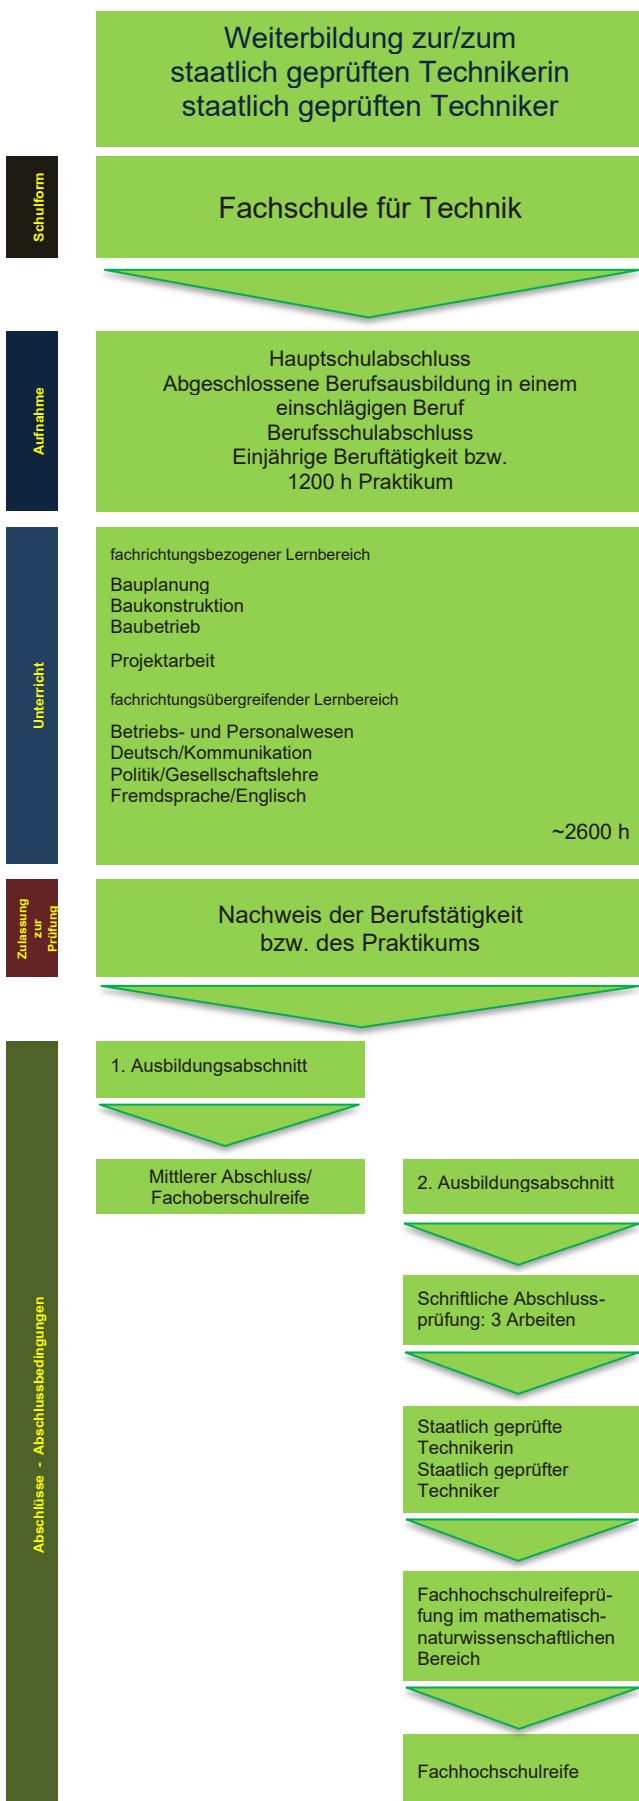 Weiterbildung zur/zum
staatlich geprüften Technikerin
staatlich geprüften Techniker
Schulform
Fachschule für Technik
Aufnahme
Hauptschulabschluss
Abgeschlossene Berufsausbildung in einem
einschlägigen Beruf
Berufsschulabschluss
Einjährige Beruftätigkeit bzw.
1200 h Praktikum
Unterricht
fachrichtungsbezogener Lernbereich
Bauplanung
Baukonstruktion
Baubetrieb
Projektarbeit
fachrichtungsübergreifender Lernbereich
Betriebs- und Personalwesen
Deutsch/Kommunikation
Politik/Gesellschaftslehre
Fremdsprache/Englisch
~2600 h
Zulassung
zur
Prüfung
Nachweis der Berufstätigkeit
bzw. des Praktikums
Abschlüsse - Abschlussbedingungen
1. Ausbildungsabschnitt
Mittlerer Abschluss/
Fachoberschulreife
2. Ausbildungsabschnitt
Schriftliche Abschluss-
prüfung: 3 Arbeiten
Staatlich geprüfte
Technikerin
Staatlich geprüfter
Techniker
Fachhochschulreifeprü-
fung im mathematisch-
naturwissenschaftlichen
Bereich
Fachhochschulreife